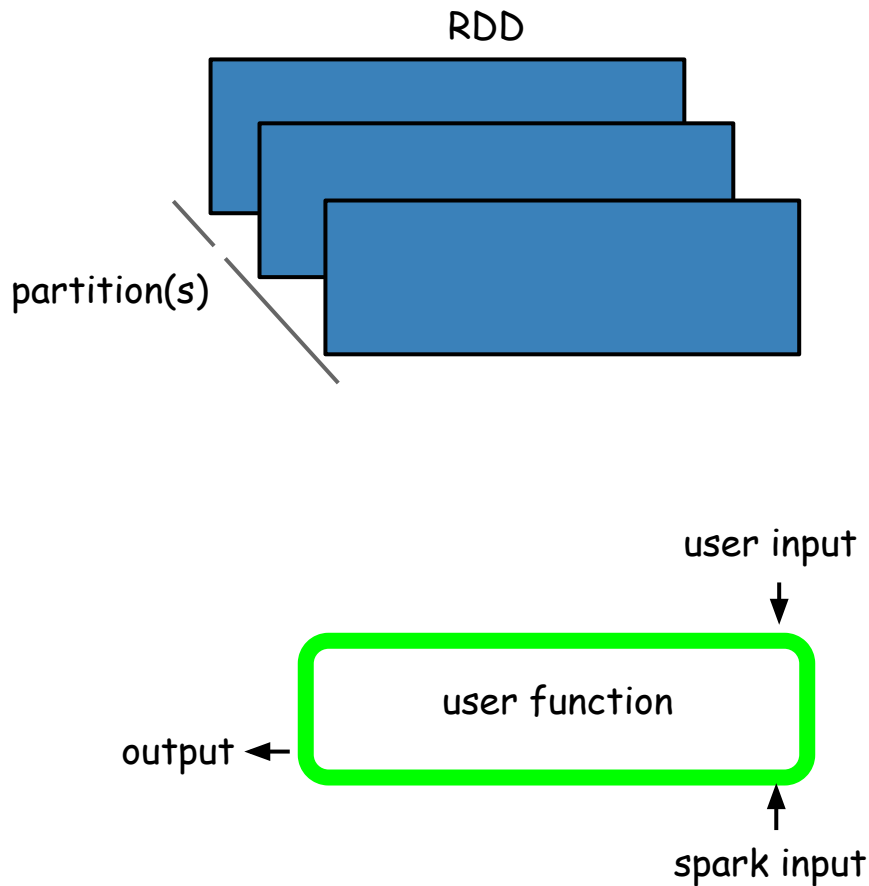 RDD
partition(s)
user input
user function
output
spark input